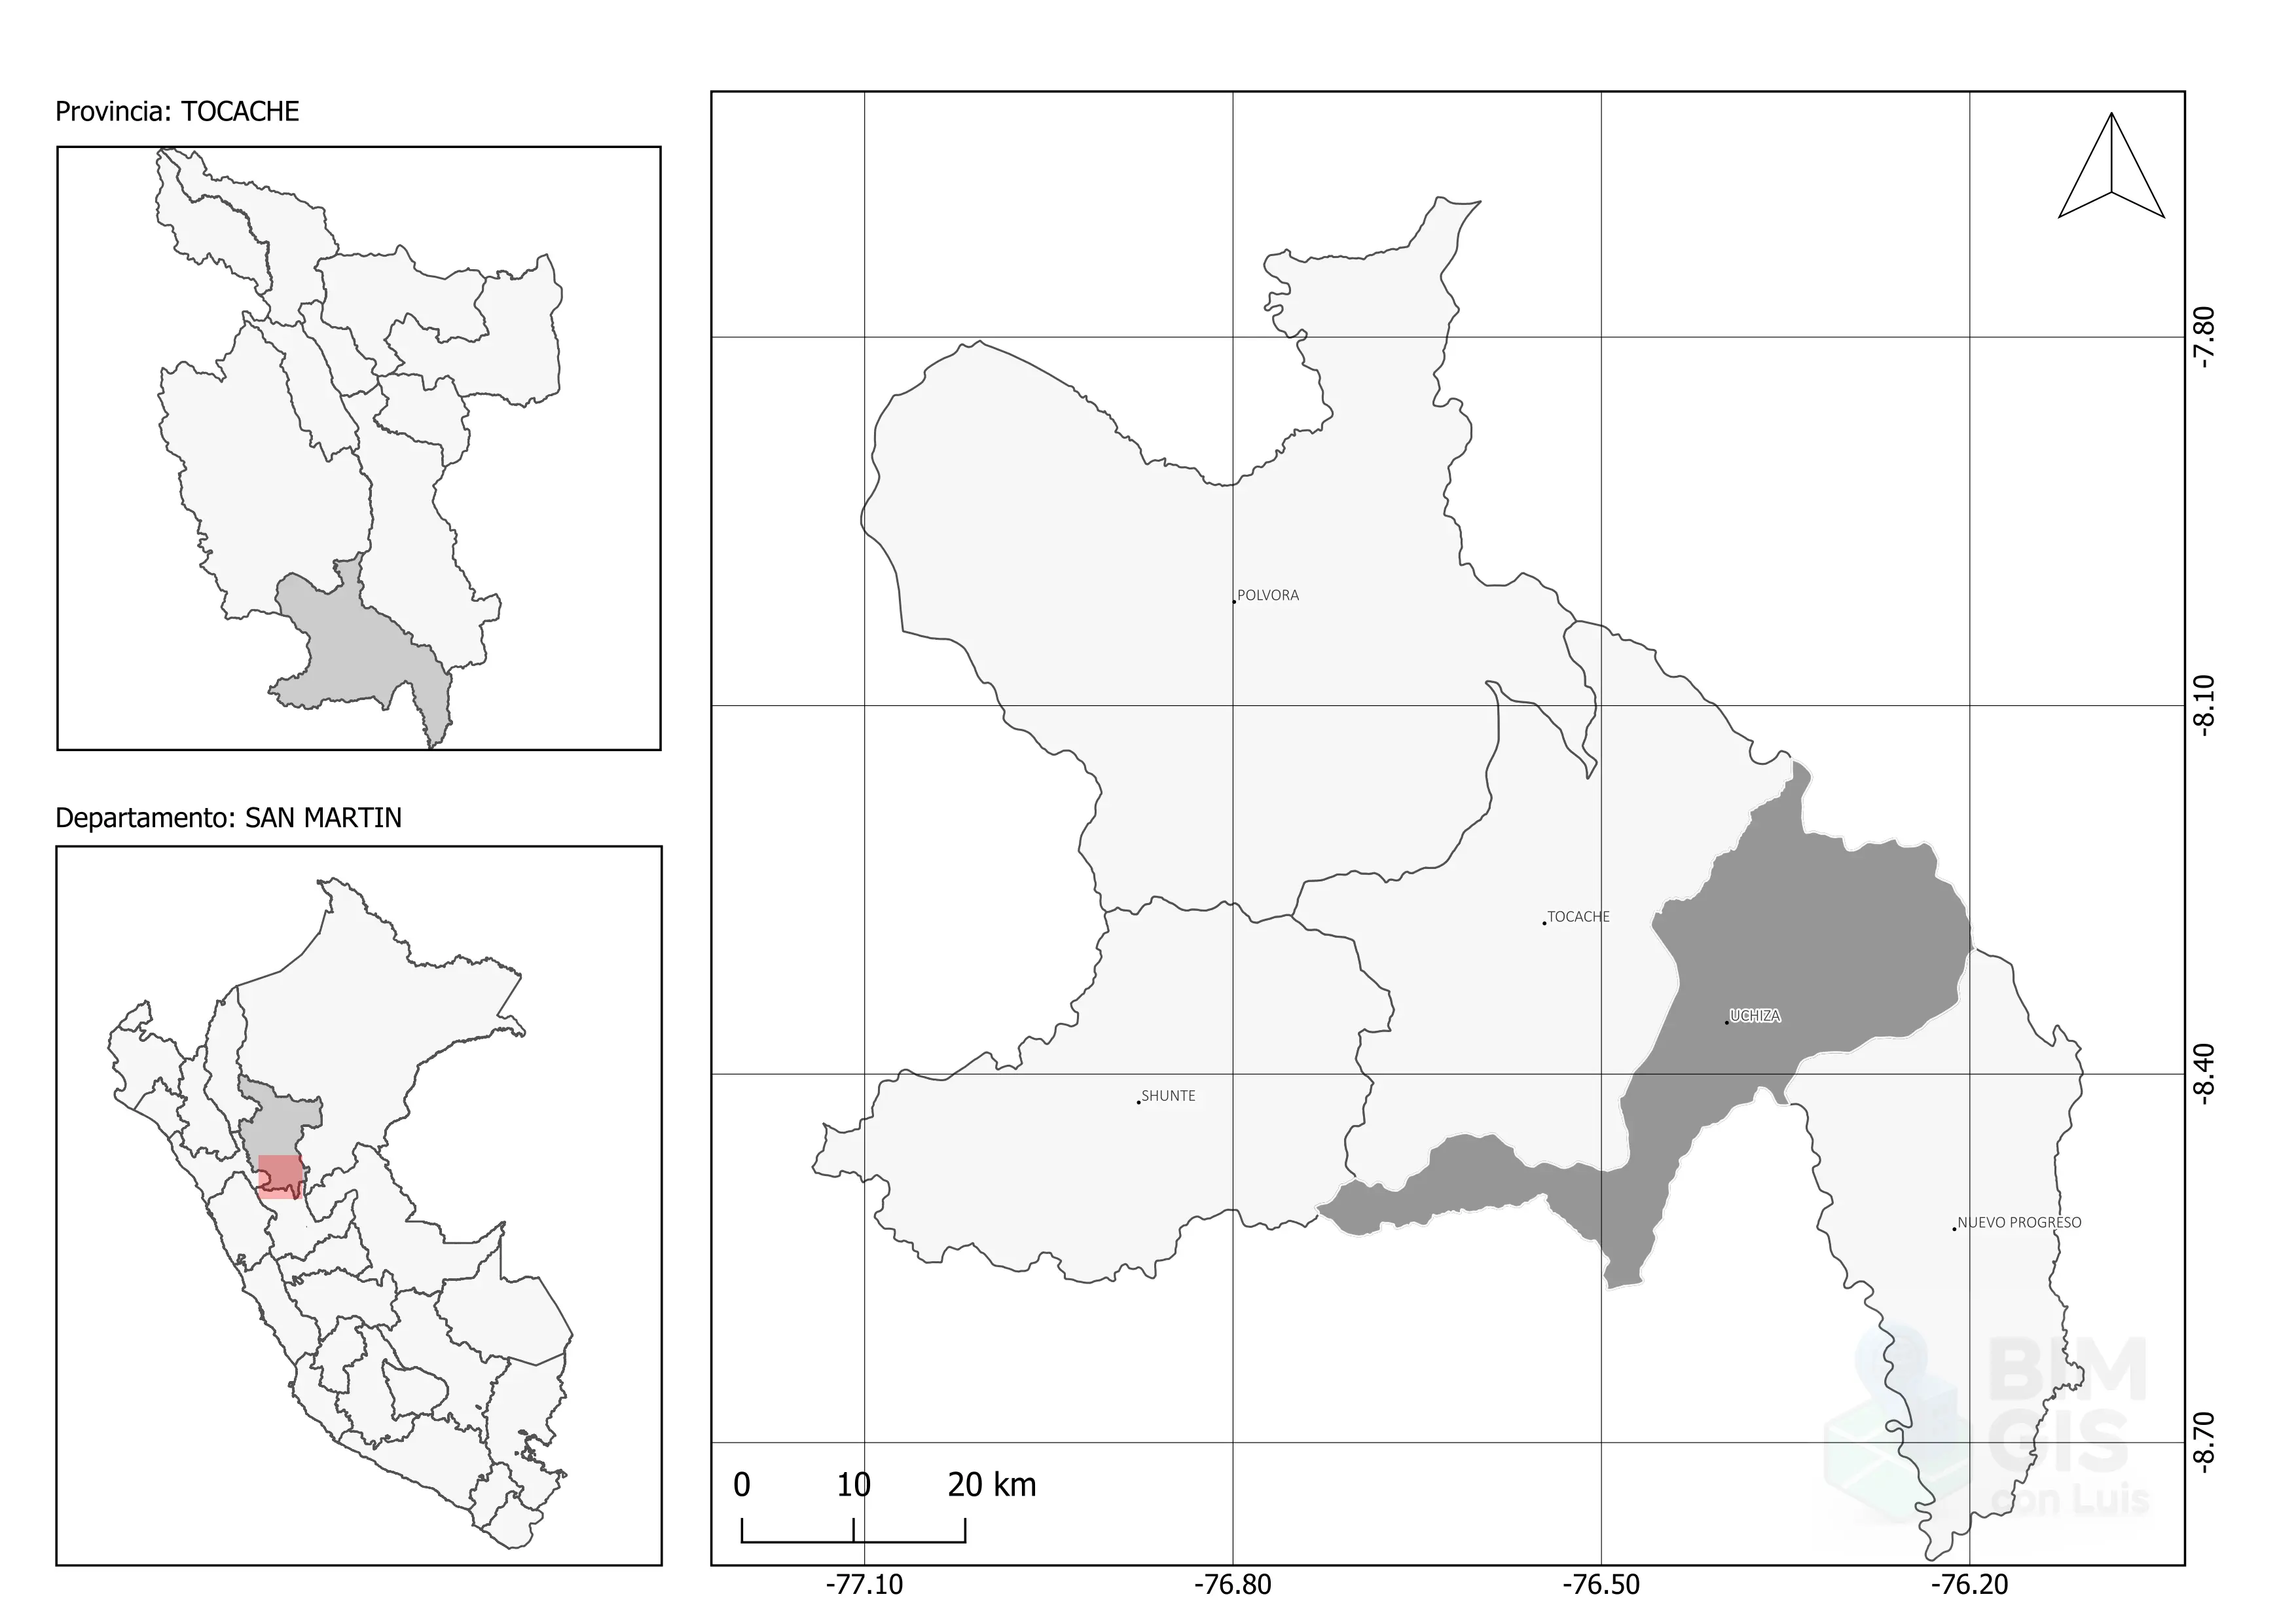 Provincia: TOCACHE
Departamento: SAN MARTIN
POLVORA
TOCACHE
UCHIZA
SHUNTE
NUEVO PROGRESO
-7.80
-8.10
-8.40
-8.70
BIM
GIS
con Luis
0 10 20 km
-77.10 -76.80 -76.50 -76.20